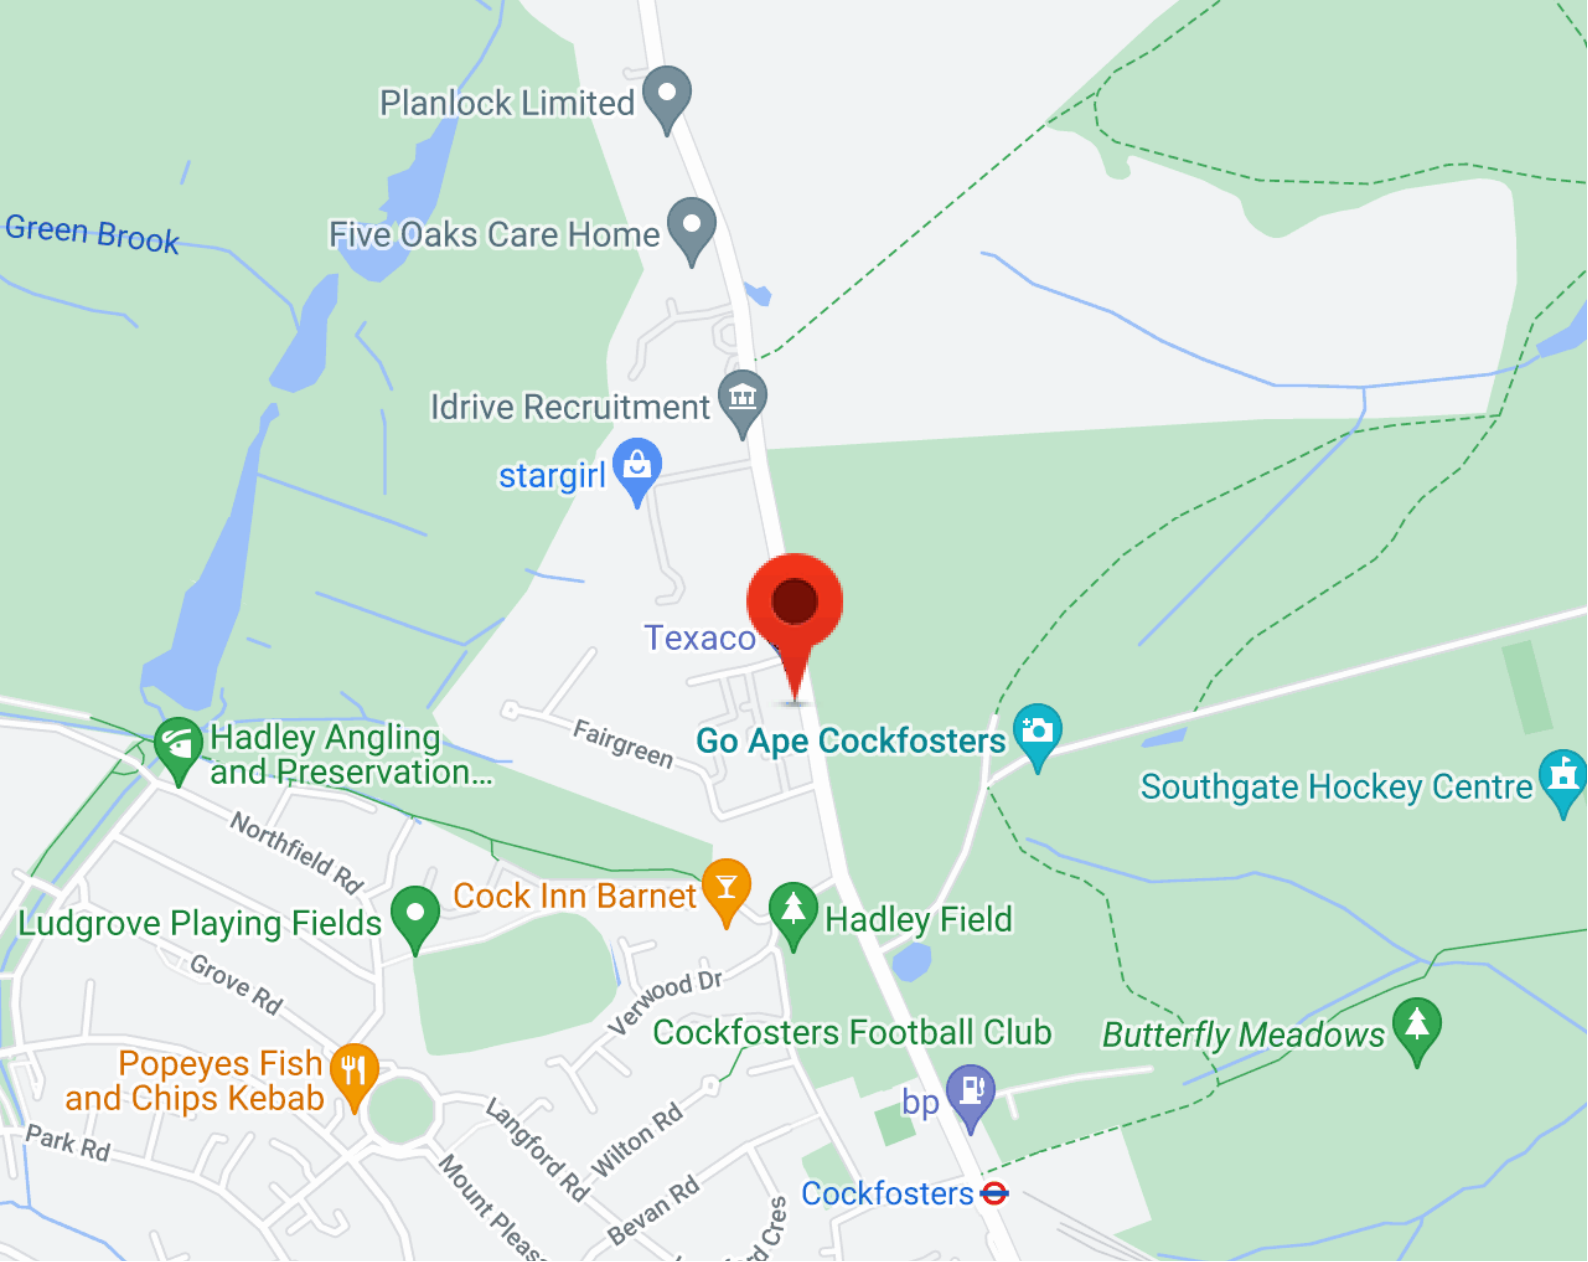 Planlock Limited
Five Oaks Care Home
Green Brook
Idrive Recruitment
stargirl
Texaco
Fairgreen
Go Ape Cockfosters
Hadley Angling
and Preservation...
Southgate Hockey Centre
Northfield Rd
Cock Inn Barnet
Ludgrove Playing Fields
Hadley Field
Grove Rd
Verwood Dr
Cockfosters Football Club
Butterfly Meadows
Popeyes Fish
and Chips Kebab
bp
Langford Rd
Wilton Rd
Park Rd
Mount Pleas
Bevan Rd
Cockfosters
rd Cres